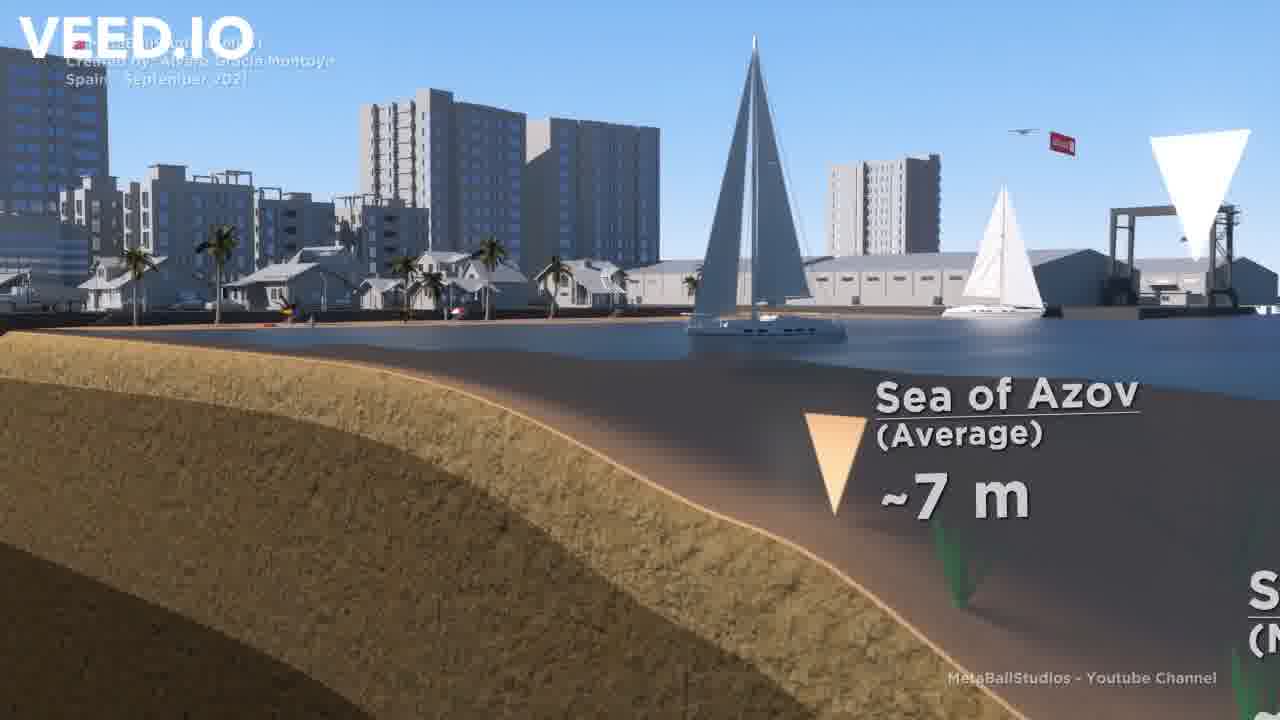 VEED.IO
Created by Alvaro Gracia Montoya
Spain, September 2021
Sea of Azov
(Average)
~7 m
MetaBallStudios - Youtube Channel